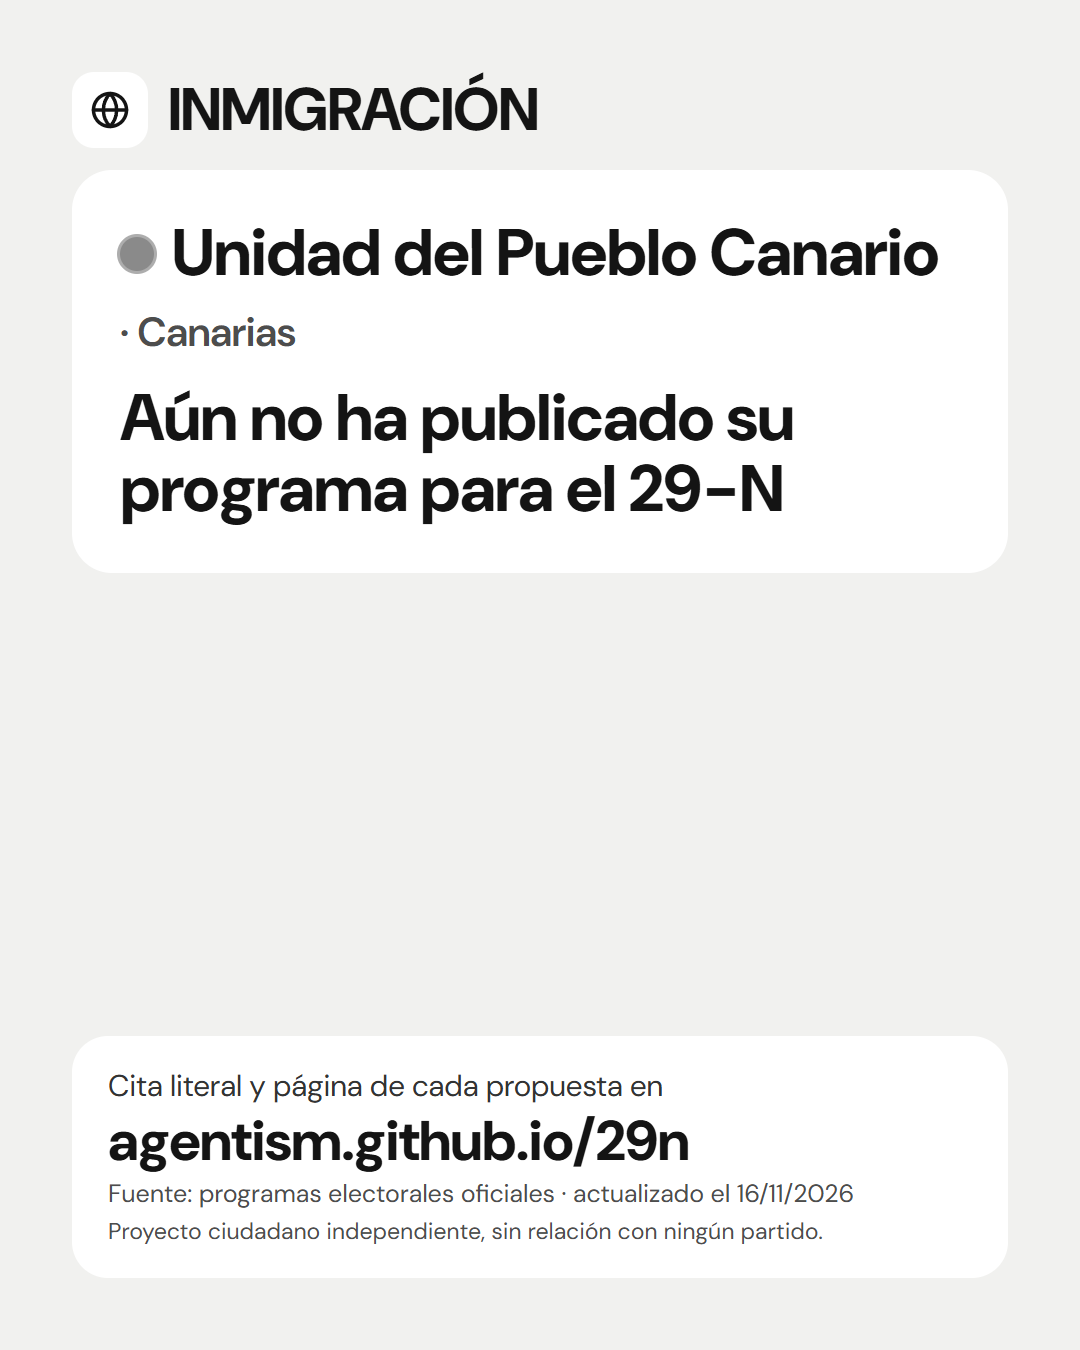 INMIGRACIÓN
Unidad del Pueblo Canario
· Canarias
Aún no ha publicado su
programa para el 29-N
Cita literal y página de cada propuesta en
agentism.github.io/29n
Fuente: programas electorales oficiales · actualizado el 16/11/2026
Proyecto ciudadano independiente, sin relación con ningún partido.